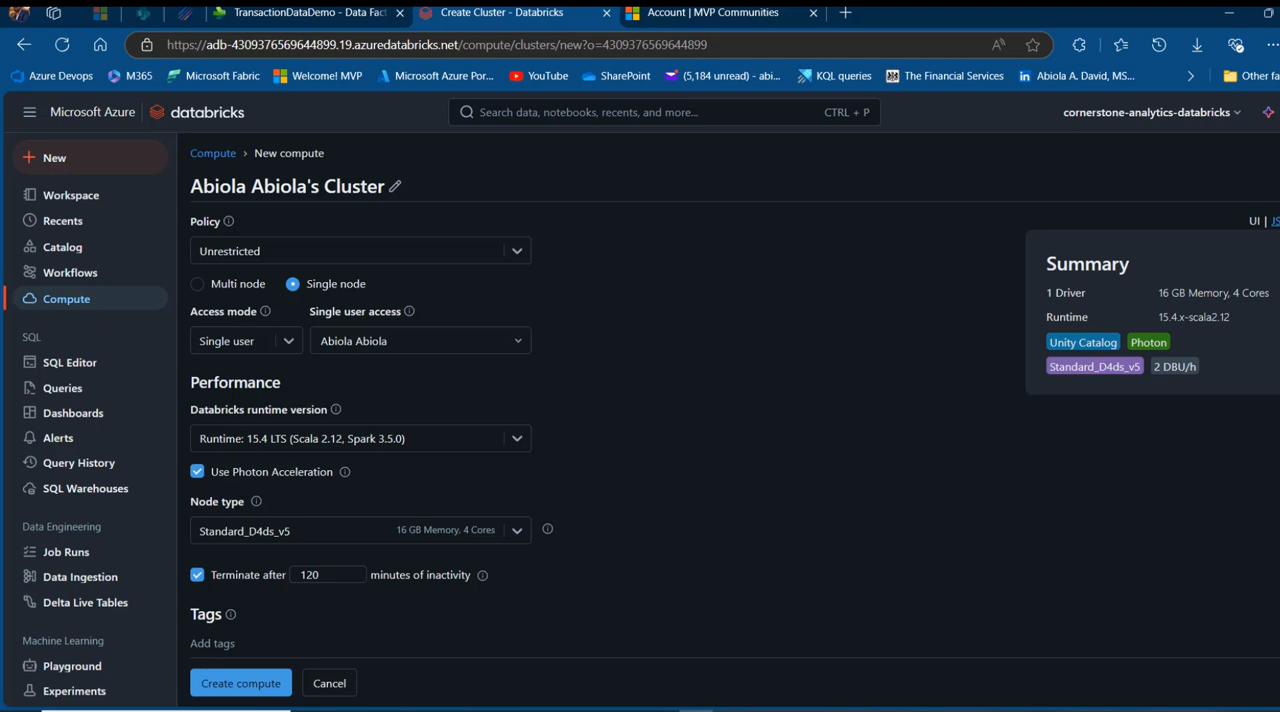 TransactionDataDemo - Data Fact
Create Cluster - Databricks
Account | MVP Communities
https://adb-4309376569644899.19.azuredatabricks.net/compute/clusters/new?o=4309376569644899
Azure Devops
M365
Microsoft Fabric
Welcome! MVP
Microsoft Azure Por...
YouTube
SharePoint
(5,184 unread) - abi...
KQL queries
The Financial Services
Abiola A. David, MS...
Other fa
Microsoft Azure
databricks
Search data, notebooks, recents, and more...
CTRL + P
cornerstone-analytics-databricks
New
Workspace
Recents
Catalog
Workflows
Compute
SQL
SQL Editor
Queries
Dashboards
Alerts
Query History
SQL Warehouses
Data Engineering
Job Runs
Data Ingestion
Delta Live Tables
Machine Learning
Playground
Experiments
Compute › New compute
Abiola Abiola's Cluster
Policy
Unrestricted
Multi node
Single node
Access mode
Single user access
Single user
Abiola Abiola
Performance
Databricks runtime version
Runtime: 15.4 LTS (Scala 2.12, Spark 3.5.0)
Use Photon Acceleration
Node type
Standard_D4ds_v5
16 GB Memory, 4 Cores
Terminate after 120 minutes of inactivity
Tags
Add tags
Create compute
Cancel
UI | JS
Summary
1 Driver
16 GB Memory, 4 Cores
Runtime
15.4.x-scala2.12
Unity Catalog
Photon
Standard_D4ds_v5
2 DBU/h